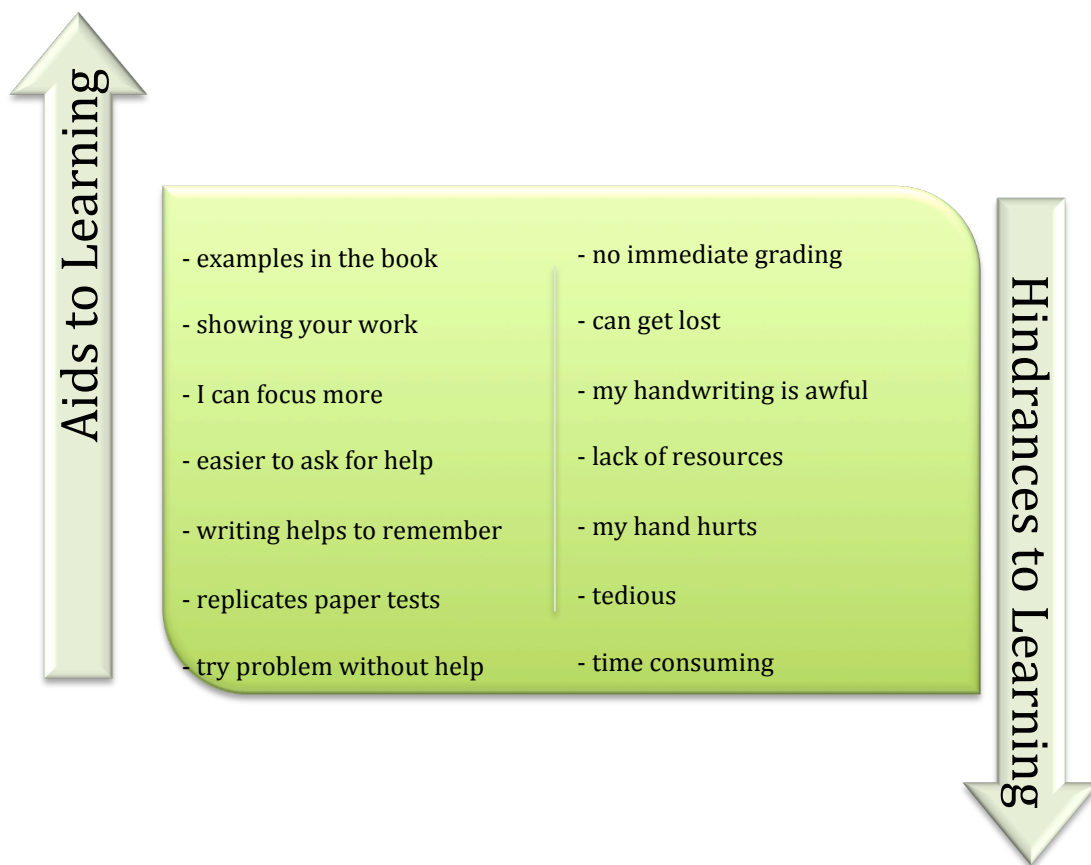 Aids to Learning
- examples in the book
- showing your work
- I can focus more
- easier to ask for help
- writing helps to remember
- replicates paper tests
- try problem without help
- no immediate grading
- can get lost
- my handwriting is awful
- lack of resources
- my hand hurts
- tedious
- time consuming
Hindrances to Learning